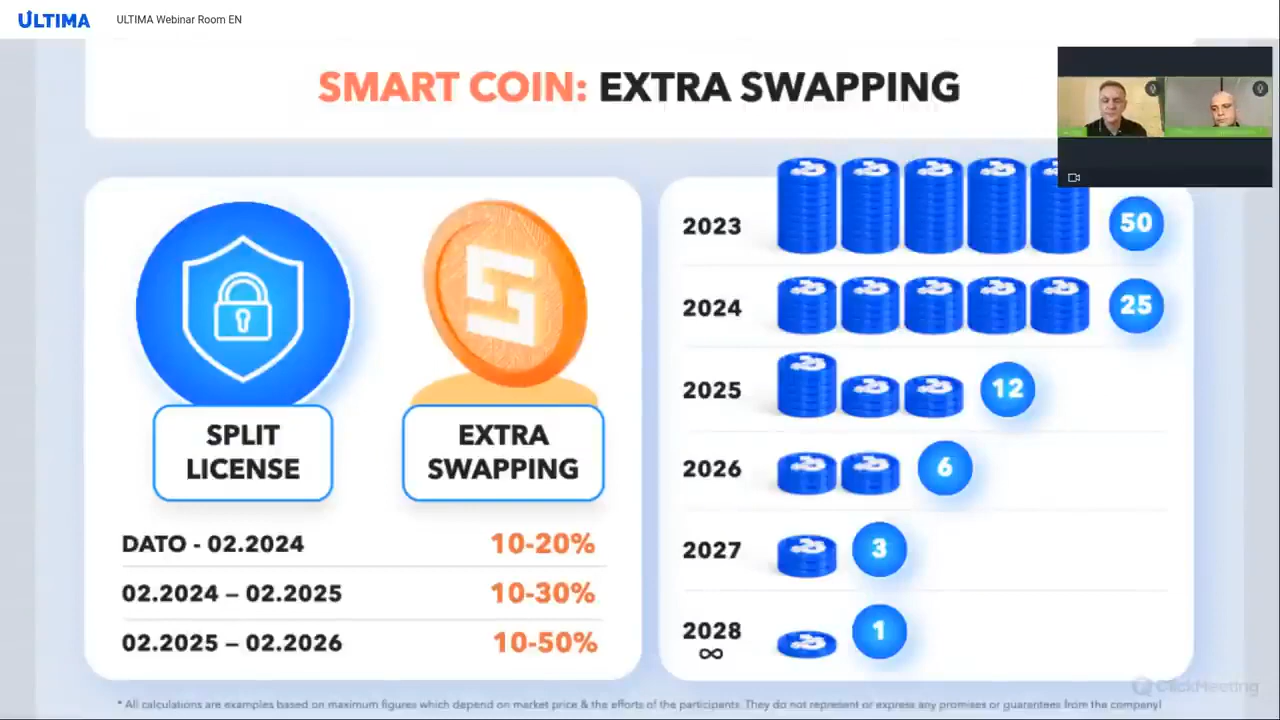 ULTIMA
ULTIMA Webinar Room EN
SMART COIN: EXTRA SWAPPING
SPLIT
LICENSE
EXTRA
SWAPPING
DATO - 02.2024 10-20%
02.2024 – 02.2025 10-30%
02.2025 – 02.2026 10-50%
2023 50
2024 25
2025 12
2026 6
2027 3
2028 1
∞
ClickMeeting
* All calculations are examples based on maximum figures which depend on market price & the efforts of the participants. They do not represent or express any promises or guarantees from the company!